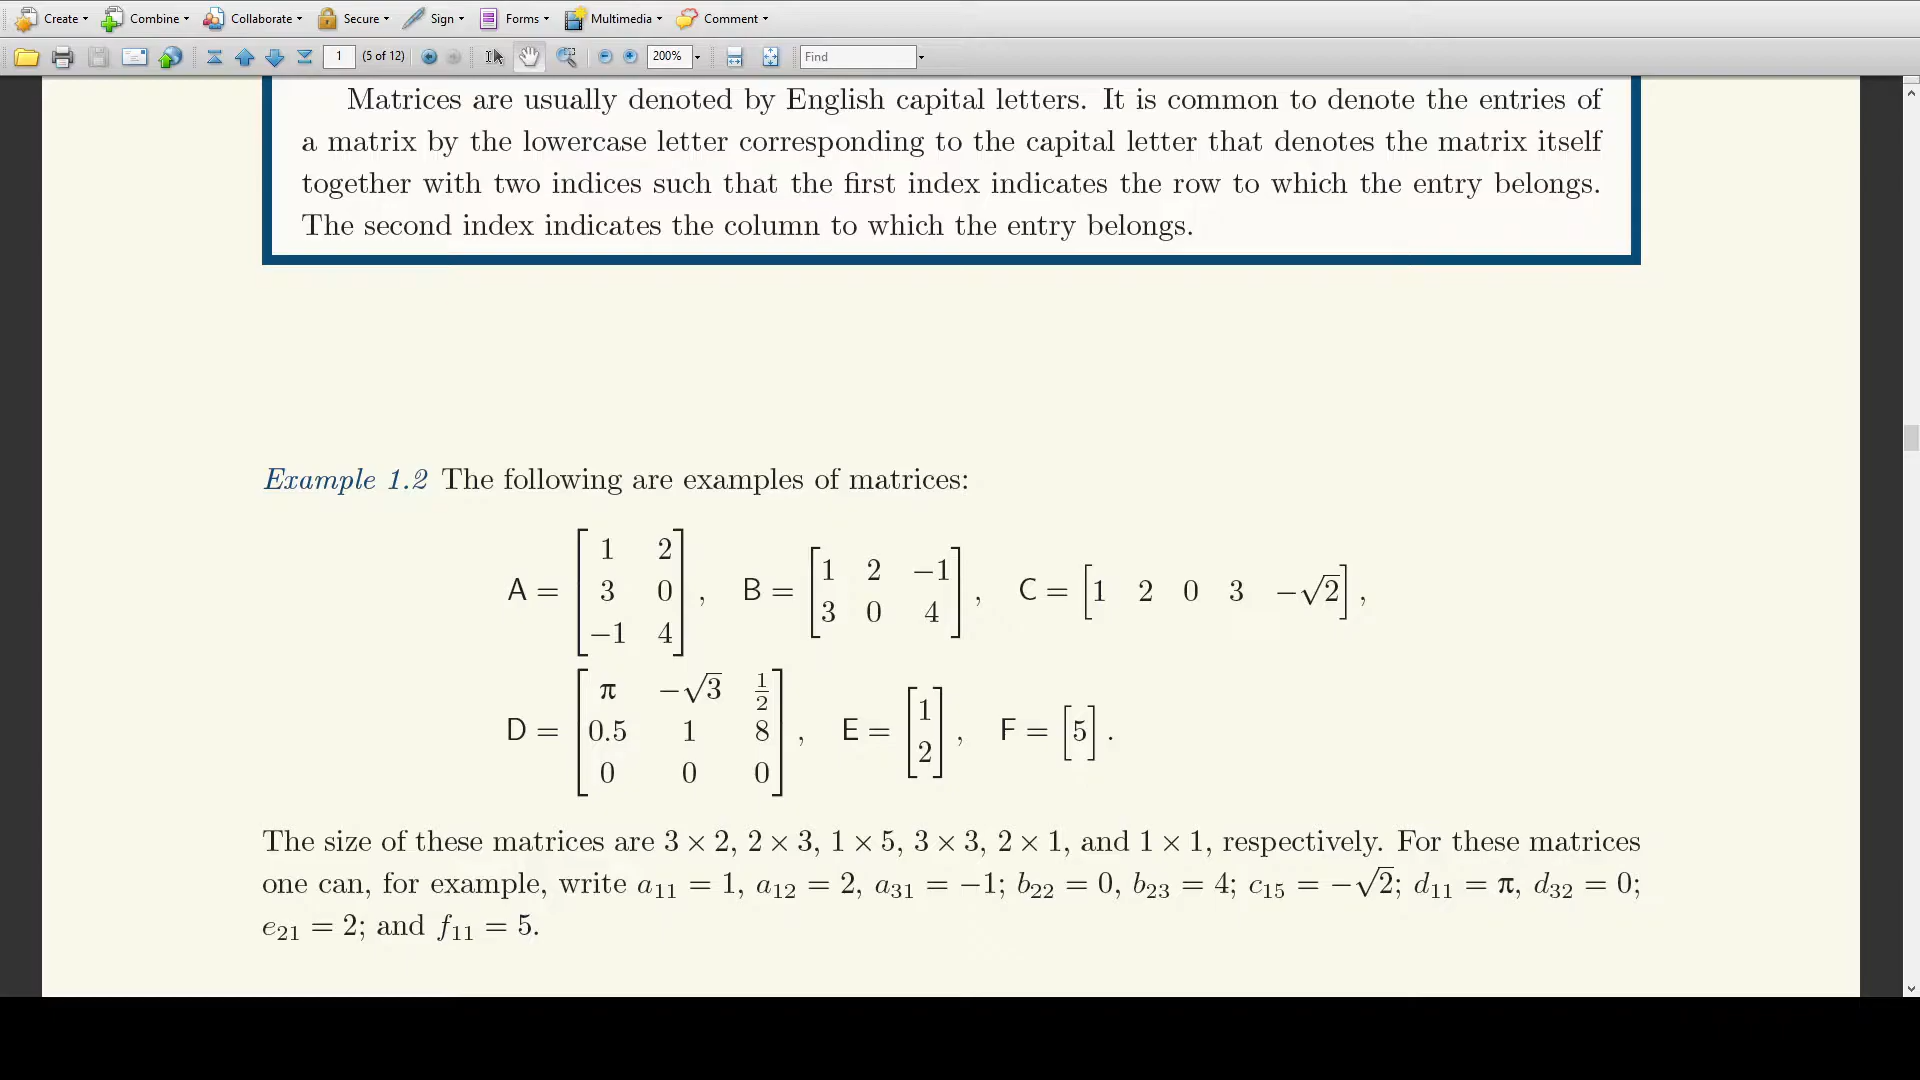 Create Combine Collaborate Secure Sign Forms Multimedia Comment
1 (5 of 12) 200% Find
Matrices are usually denoted by English capital letters. It is common to denote the entries of
a matrix by the lowercase letter corresponding to the capital letter that denotes the matrix itself
together with two indices such that the first index indicates the row to which the entry belongs.
The second index indicates the column to which the entry belongs.
Example 1.2 The following are examples of matrices:
1 2 
1 2 −1
A = 3 0 , B = C = [1 2 0 3 −√2],
3 0 4
−1 4
π −√3 1/2
1
D = 0.5 1 8 , E = , F = [5].
2
0 0 0
The size of these matrices are 3 × 2, 2 × 3, 1 × 5, 3 × 3, 2 × 1, and 1 × 1, respectively. For these matrices
one can, for example, write a₁₁ = 1, a₁₂ = 2, a₃₁ = −1; b₂₂ = 0, b₂₃ = 4; c₁₅ = −√2; d₁₁ = π, d₃₂ = 0;
e₂₁ = 2; and f₁₁ = 5.